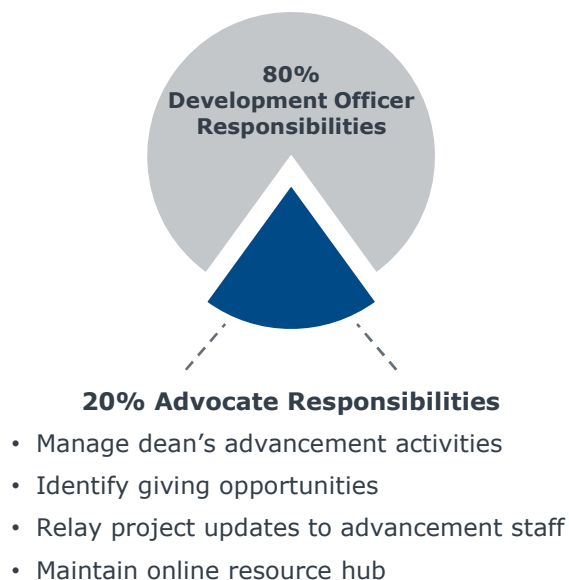 80%
Development Officer
Responsibilities
20% Advocate Responsibilities
• Manage dean’s advancement activities
• Identify giving opportunities
• Relay project updates to advancement staff
• Maintain online resource hub